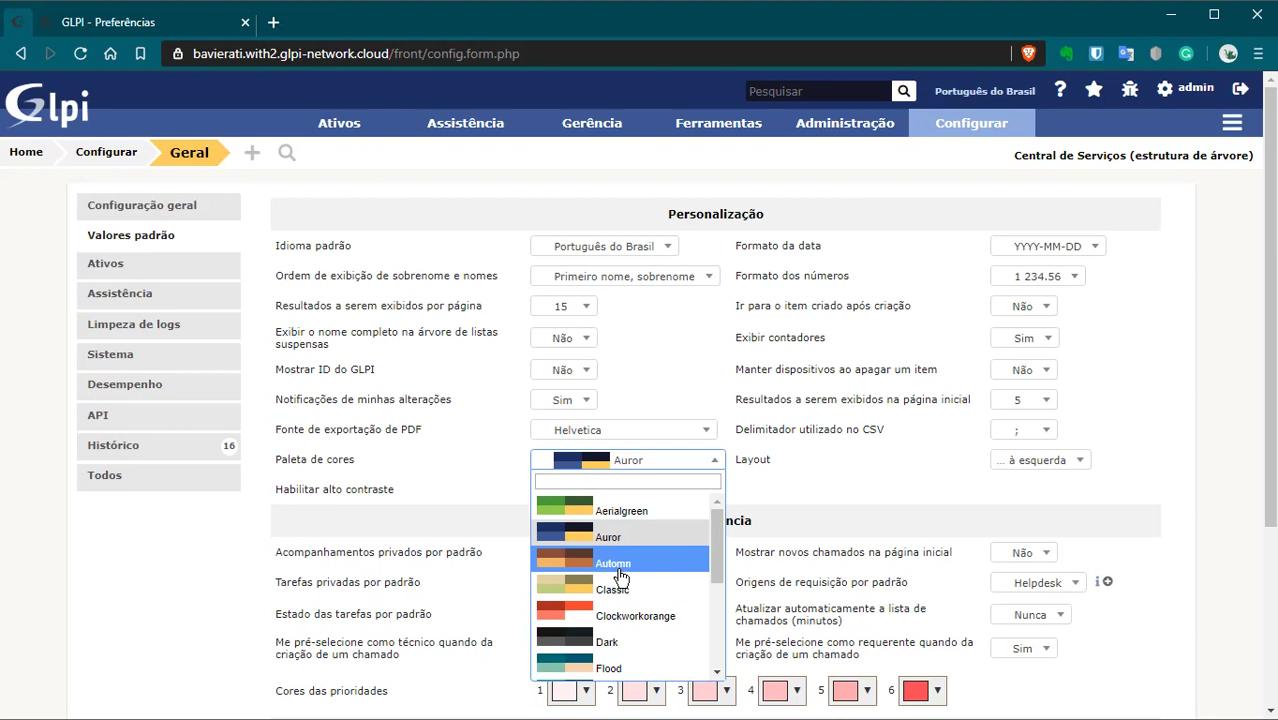 GLPI - Preferências
bavierati.with2.glpi-network.cloud/front/config.form.php
Glpi
Pesquisar
Português do Brasil
admin
Ativos
Assistência
Gerência
Ferramentas
Administração
Configurar
Home
Configurar
Geral
Central de Serviços (estrutura de árvore)
Configuração geral
Valores padrão
Ativos
Assistência
Limpeza de logs
Sistema
Desempenho
API
Histórico 16
Todos
Personalização
Idioma padrão Português do Brasil Formato da data YYYY-MM-DD
Ordem de exibição de sobrenome e nomes Primeiro nome, sobrenome Formato dos números 1 234.56
Resultados a serem exibidos por página 15 Ir para o item criado após criação Não
Exibir o nome completo na árvore de listas
suspensas Não Exibir contadores Sim
Mostrar ID do GLPI Não Manter dispositivos ao apagar um item Não
Notificações de minhas alterações Sim Resultados a serem exibidos na página inicial 5
Fonte de exportação de PDF Helvetica Delimitador utilizado no CSV ;
Paleta de cores Auror Layout ... à esquerda
Habilitar alto contraste
Aerialgreen
Auror
Automn
Classic
Clockworkorange
Dark
Flood
ncia
Acompanhamentos privados por padrão Mostrar novos chamados na página inicial Não
Tarefas privadas por padrão Origens de requisição por padrão Helpdesk
Estado das tarefas por padrão Atualizar automaticamente a lista de
chamados (minutos) Nunca
Me pré-selecione como técnico quando da
criação de um chamado Me pré-selecione como requerente quando da
criação de um chamado Sim
Cores das prioridades 1 2 3 4 5 6